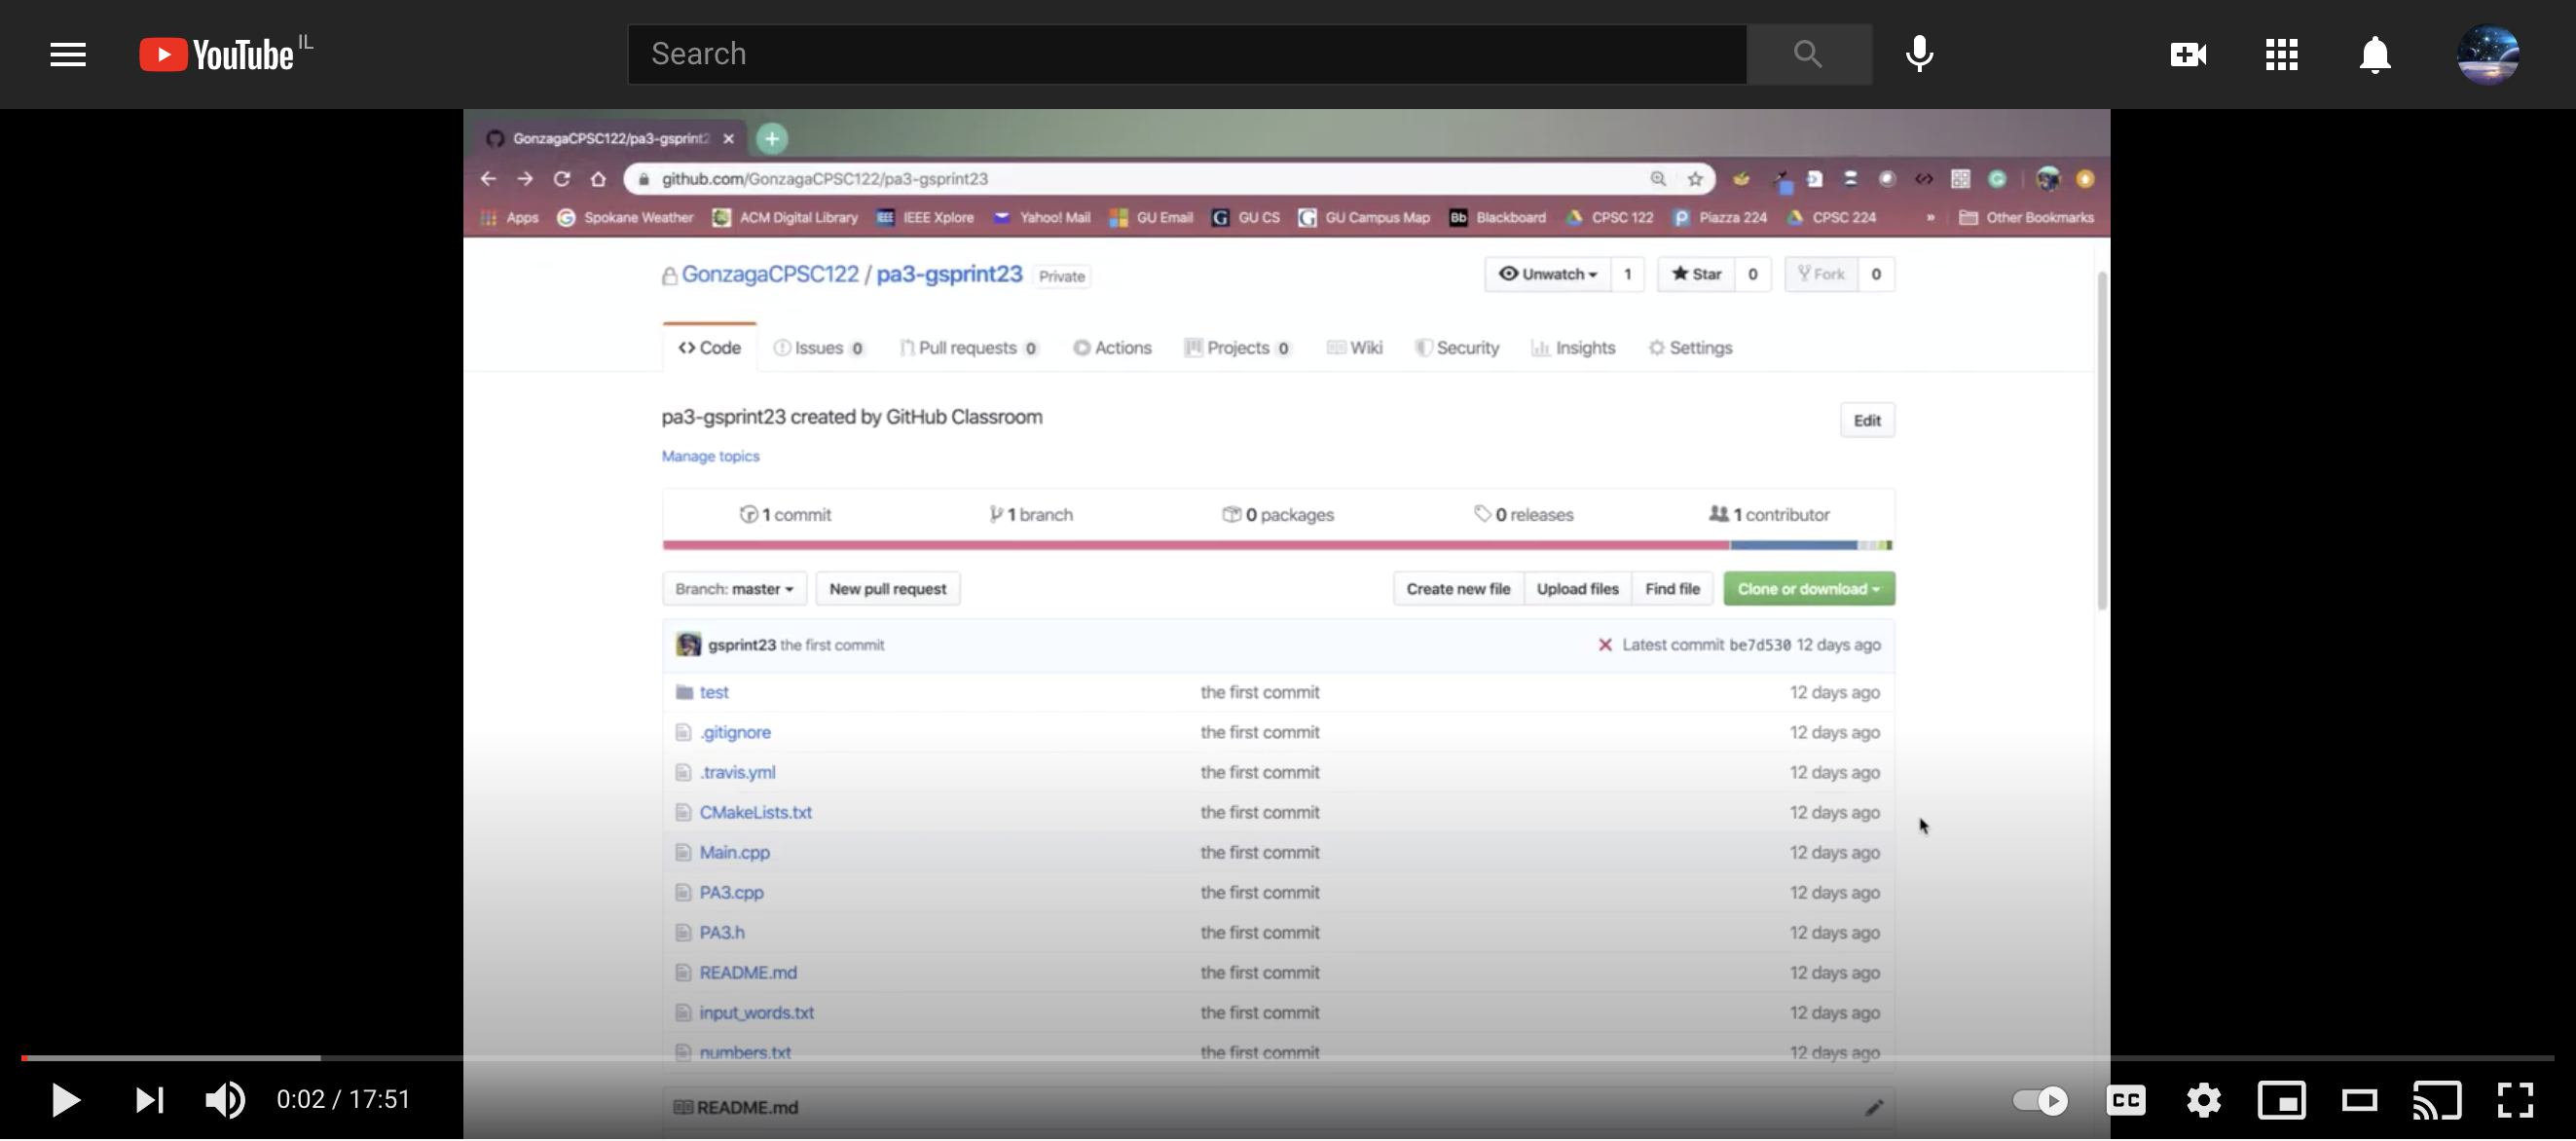 YouTube IL
Search
GonzagaCPSC122/pa3-gsprint2
github.com/GonzagaCPSC122/pa3-gsprint23
Apps Spokane Weather ACM Digital Library IEEE IEEE Xplore Yahoo! Mail GU Email G GU CS G GU Campus Map Bb Blackboard CPSC 122 P Piazza 224 CPSC 224 » Other Bookmarks
GonzagaCPSC122 / pa3-gsprint23 Private Unwatch 1 Star 0 Fork 0
Code Issues 0 Pull requests 0 Actions Projects 0 Wiki Security Insights Settings
pa3-gsprint23 created by GitHub Classroom Edit
Manage topics
1 commit 1 branch 0 packages 0 releases 1 contributor
Branch: master New pull request Create new file Upload files Find file Clone or download
gsprint23 the first commit Latest commit be7d530 12 days ago
test the first commit 12 days ago
.gitignore the first commit 12 days ago
.travis.yml the first commit 12 days ago
CMakeLists.txt the first commit 12 days ago
Main.cpp the first commit 12 days ago
PA3.cpp the first commit 12 days ago
PA3.h the first commit 12 days ago
README.md the first commit 12 days ago
input_words.txt the first commit 12 days ago
numbers.txt the first commit 12 days ago
README.md
0:02 / 17:51 CC